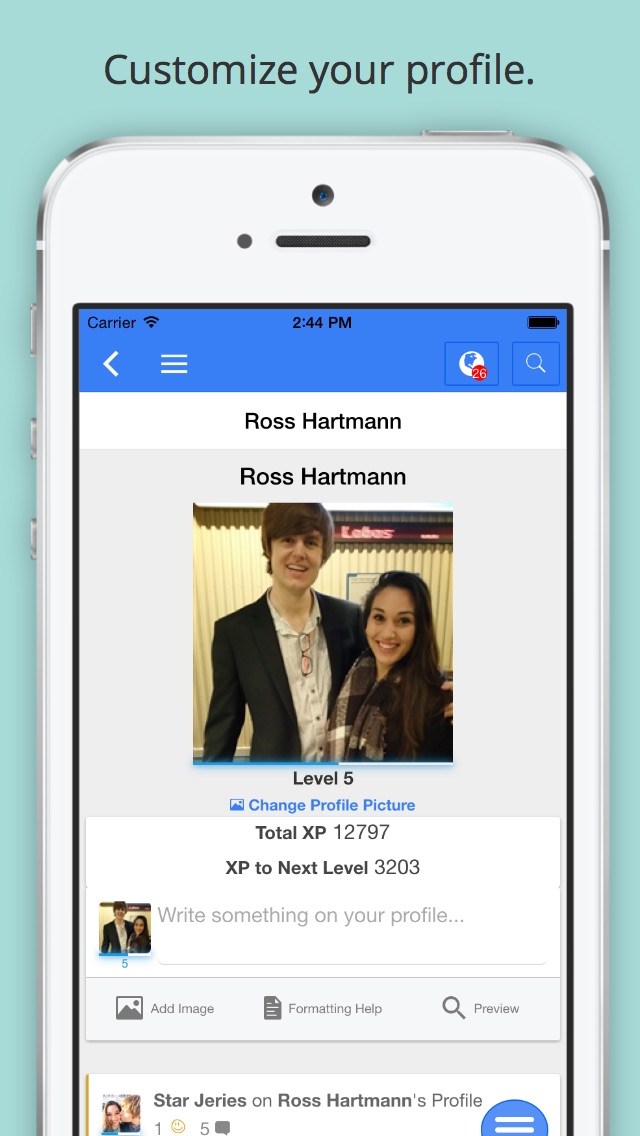 Customize your profile.
Carrier 2:44 PM
26
Ross Hartmann
Ross Hartmann
Lobos
Level 5
Change Profile Picture
Total XP 12797
XP to Next Level 3203
Write something on your profile...
5
Add Image Formatting Help Preview
Star Jeries on Ross Hartmann's Profile
1 5